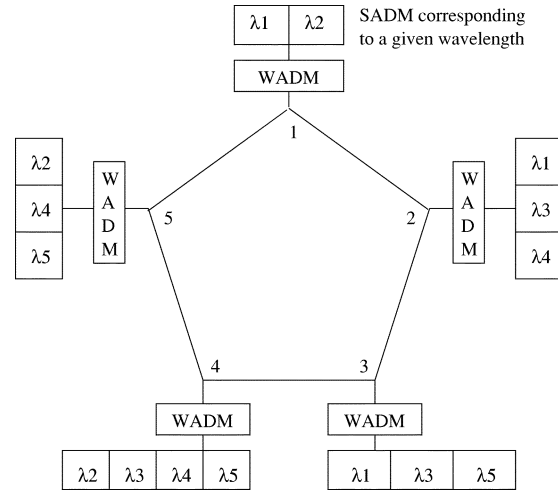 λ1 λ2
SADM corresponding
to a given wavelength
WADM
1
λ2
λ4
λ5
W
A
D
M
5
2
W
A
D
M
λ1
λ3
λ4
4
3
WADM
WADM
λ2 λ3 λ4 λ5
λ1 λ3 λ5